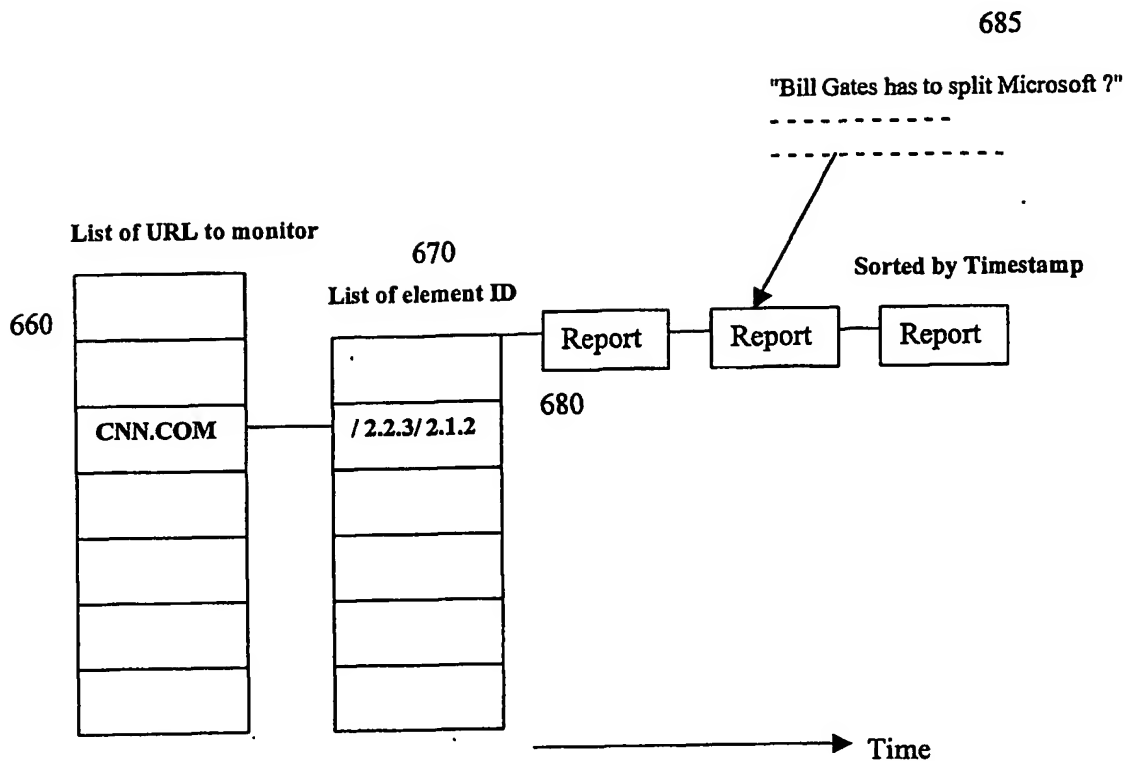 685
"Bill Gates has to split Microsoft ?"
List of URL to monitor
670
Sorted by Timestamp
List of element ID
660
Report
Report
Report
680
CNN.COM
/ 2.2.3/ 2.1.2
Time